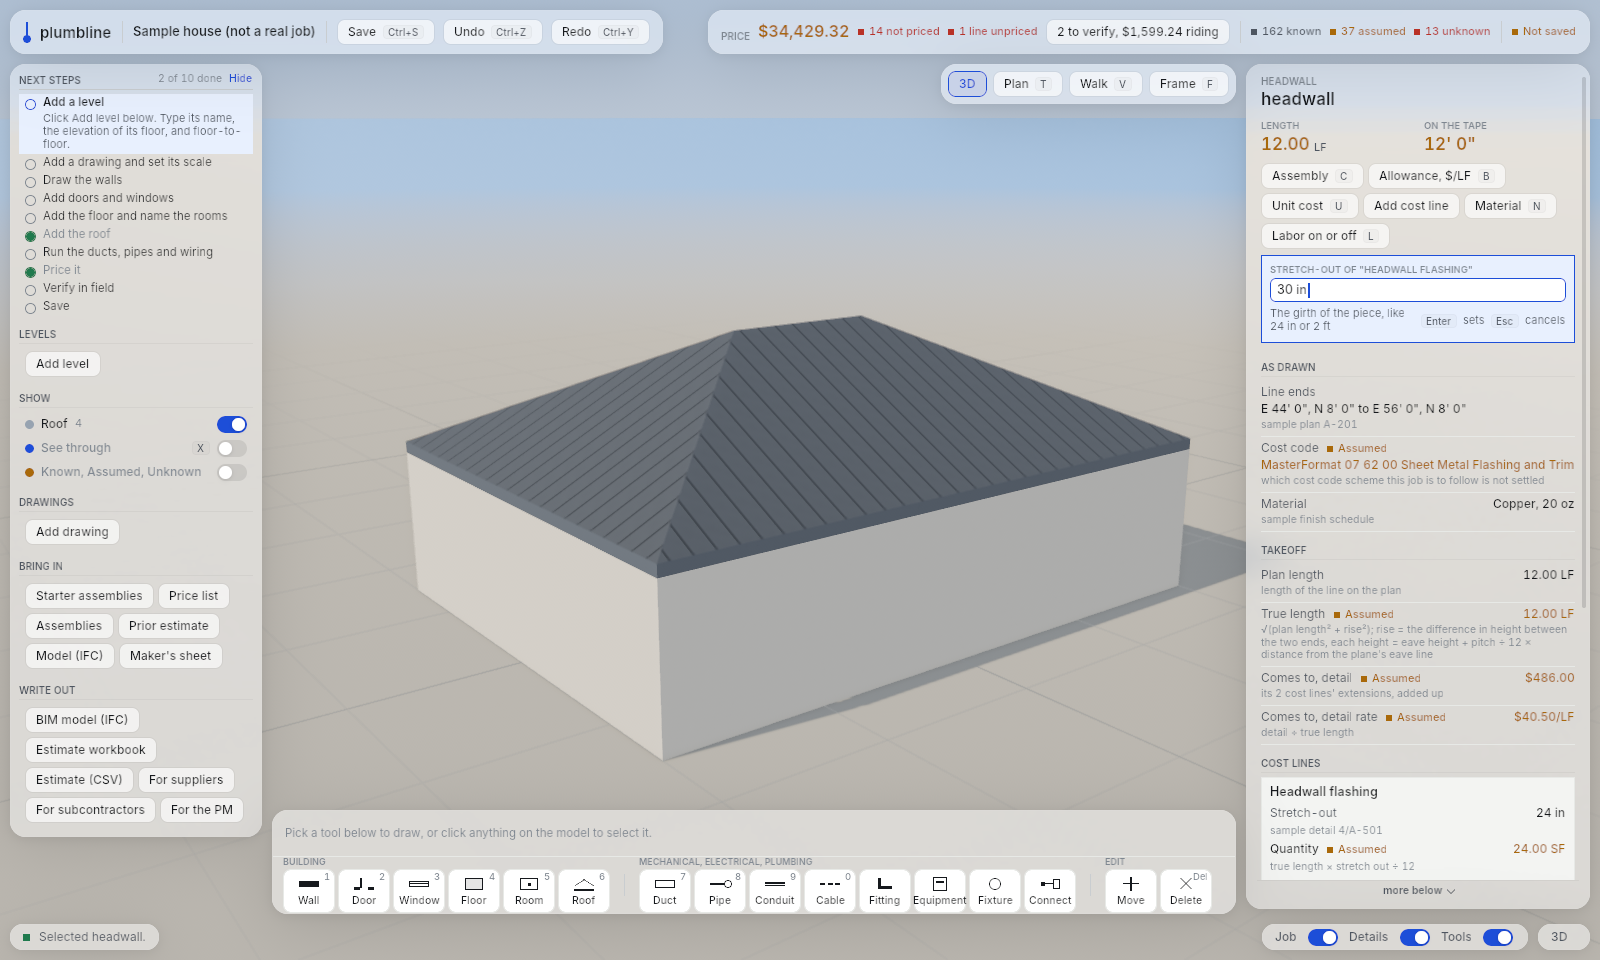 plumbline
Sample house (not a real job)
Save Ctrl+S
Undo Ctrl+Z
Redo Ctrl+Y
PRICE $34,429.32
14 not priced
1 line unpriced
2 to verify, $1,599.24 riding
162 known
37 assumed
13 unknown
Not saved
NEXT STEPS
2 of 10 done Hide
Add a level
Click Add level below. Type its name,
the elevation of its floor, and floor-to-
floor.
Add a drawing and set its scale
Draw the walls
Add doors and windows
Add the floor and name the rooms
Add the roof
Run the ducts, pipes and wiring
Price it
Verify in field
Save
LEVELS
Add level
SHOW
Roof 4
See through X
Known, Assumed, Unknown
DRAWINGS
Add drawing
BRING IN
Starter assemblies
Price list
Assemblies
Prior estimate
Model (IFC)
Maker's sheet
WRITE OUT
BIM model (IFC)
Estimate workbook
Estimate (CSV)
For suppliers
For subcontractors
For the PM
Selected headwall.
3D
Plan T
Walk V
Frame F
Pick a tool below to draw, or click anything on the model to select it.
BUILDING
1 Wall
2 Door
3 Window
4 Floor
5 Room
6 Roof
MECHANICAL, ELECTRICAL, PLUMBING
7 Duct
8 Pipe
9 Conduit
0 Cable
Fitting
Equipment
Fixture
Connect
EDIT
Move
Del Delete
HEADWALL
headwall
LENGTH
12.00 LF
ON THE TAPE
12' 0"
Assembly C
Allowance, $/LF B
Unit cost U
Add cost line
Material N
Labor on or off L
STRETCH-OUT OF "HEADWALL FLASHING"
30 in
The girth of the piece, like
24 in or 2 ft
Enter sets Esc cancels
AS DRAWN
Line ends
E 44' 0", N 8' 0" to E 56' 0", N 8' 0"
sample plan A-201
Cost code Assumed
MasterFormat 07 62 00 Sheet Metal Flashing and Trim
which cost code scheme this job is to follow is not settled
Material Copper, 20 oz
sample finish schedule
TAKEOFF
Plan length 12.00 LF
length of the line on the plan
True length Assumed 12.00 LF
√(plan length² + rise²); rise = the difference in height between
the two ends, each height = eave height + pitch ÷ 12 ×
distance from the plane's eave line
Comes to, detail Assumed $486.00
its 2 cost lines' extensions, added up
Comes to, detail rate Assumed $40.50/LF
detail ÷ true length
COST LINES
Headwall flashing
Stretch-out 24 in
sample detail 4/A-501
Quantity Assumed 24.00 SF
true length × stretch out ÷ 12
more below
Job
Details
Tools
3D